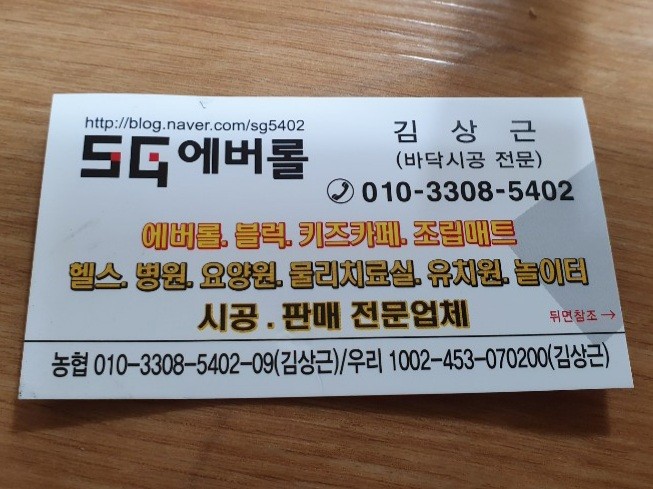 http://blog.naver.com/sg5402
SG 에버롤
김 상 근
(바닥시공 전문)
010-3308-5402
에버롤. 블럭. 키즈카페. 조립매트
헬스. 병원. 요양원. 물리치료실. 유치원. 놀이터
시공 . 판매 전문업체
뒤면참조 →
농협 010-3308-5402-09(김상근)/우리 1002-453-070200(김상근)